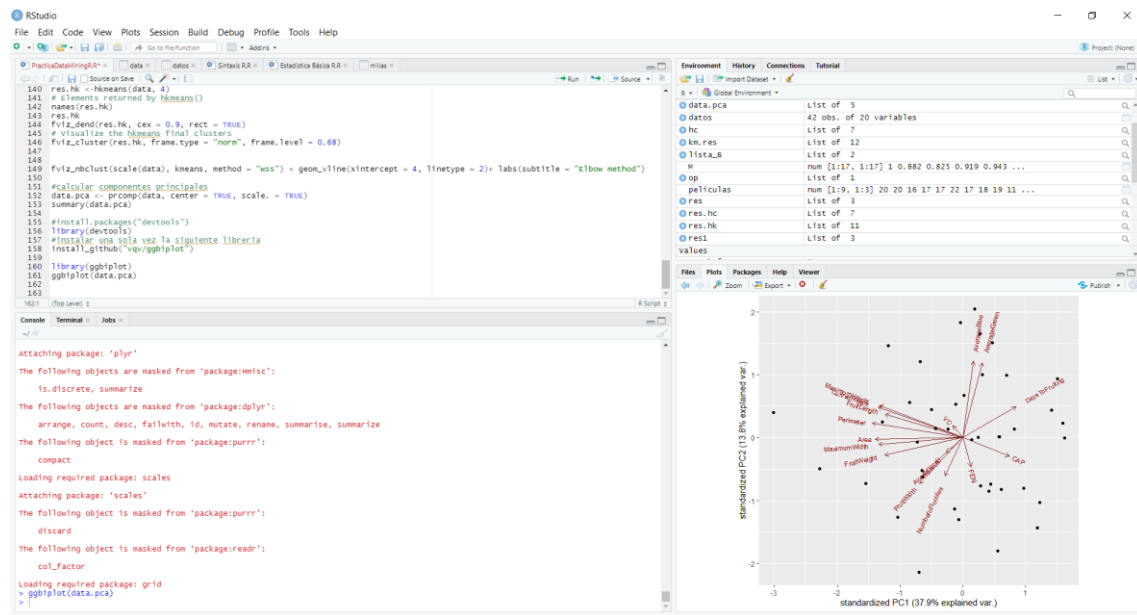 RStudio
File Edit Code View Plots Session Build Debug Profile Tools Help
Go to file/function Addins Project: (None)
PracticaDataMiningR.R* data datos Sintaxis R.R Estadística Básica R.R millas
Source on Save Run Source
140 res.hk <-hkmeans(data, 4)
141 # Elements returned by hkmeans()
142 names(res.hk)
143 res.hk
144 fviz_dend(res.hk, cex = 0.9, rect = TRUE)
145 # Visualize the hkmeans final clusters
146 fviz_cluster(res.hk, frame.type = "norm", frame.level = 0.68)
147
148
149 fviz_nbclust(scale(data), kmeans, method = "wss") + geom_vline(xintercept = 4, linetype = 2)+ labs(subtitle = "Elbow method")
150
151 #calcular componentes principales
152 data.pca <- prcomp(data, center = TRUE, scale. = TRUE)
153 summary(data.pca)
154
155 #install.packages("devtools")
156 library(devtools)
157 #instalar una sola vez la siguiente libreria
158 install_github("vqv/ggbiplot")
159
160 library(ggbiplot)
161 ggbiplot(data.pca)
162
163
162:1 (Top Level) R Script
Console Terminal Jobs
~/
Attaching package: 'plyr'
The following objects are masked from 'package:Hmisc':
is.discrete, summarize
The following objects are masked from 'package:dplyr':
arrange, count, desc, failwith, id, mutate, rename, summarise, summarize
The following object is masked from 'package:purrr':
compact
Loading required package: scales
Attaching package: 'scales'
The following object is masked from 'package:purrr':
discard
The following object is masked from 'package:readr':
col_factor
Loading required package: grid
> ggbiplot(data.pca)
>
Environment History Connections Tutorial
Import Dataset List
R Global Environment
data.pca List of 5
datos 42 obs. of 20 variables
hc List of 7
km.res List of 12
lista_B List of 2
M num [1:17, 1:17] 1 0.882 0.825 0.919 0.943 ...
op List of 1
peliculas num [1:9, 1:3] 20 20 16 17 17 22 17 18 19 11 ...
res List of 3
res.hc List of 7
res.hk List of 11
res1 List of 3
values
Files Plots Packages Help Viewer
Zoom Export Publish
standardized PC2 (13.8% explained var.)
2
1
0
-1
-2
AverageBlue
AverageGreen
DaysToFruiting
FruitLength
Perimeter
VC
Area
MaximumWidth
FruitWeight
CAP
FEN
FruitWidth
-3 -2 -1 0 1
standardized PC1 (37.9% explained var.)